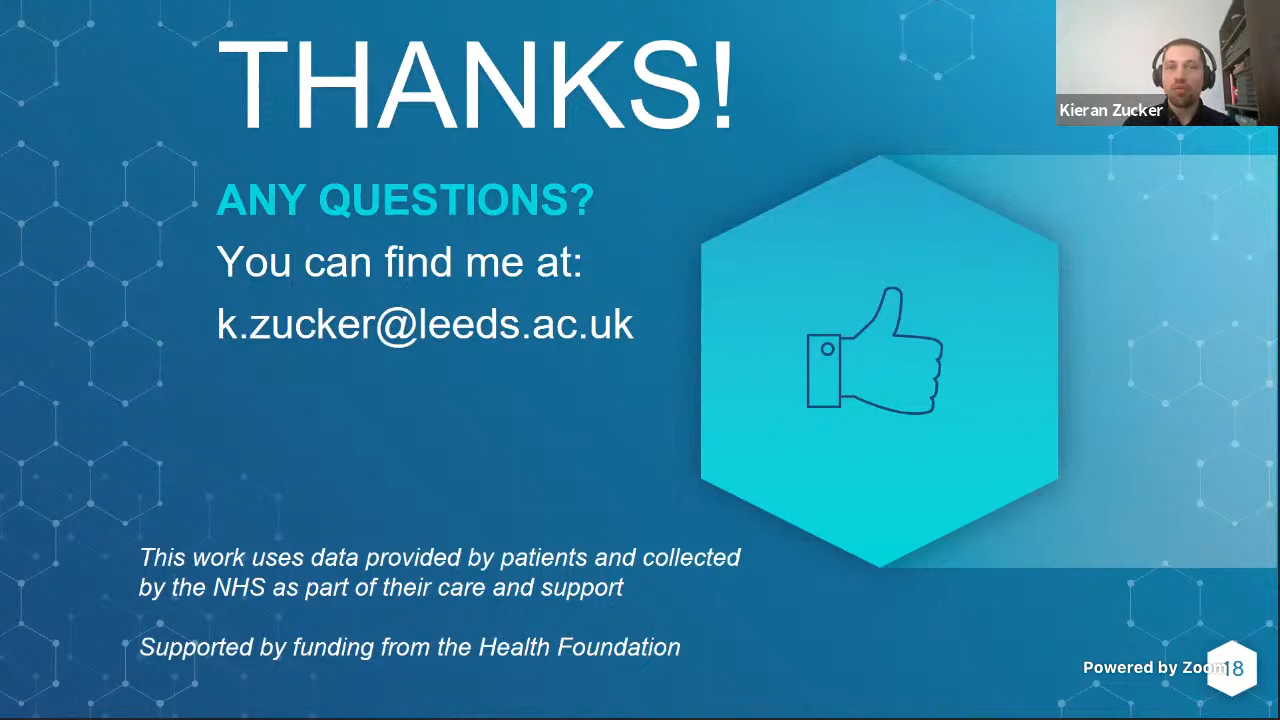 THANKS!
Kieran Zucker
ANY QUESTIONS?
You can find me at:
k.zucker@leeds.ac.uk
This work uses data provided by patients and collected
by the NHS as part of their care and support
Supported by funding from the Health Foundation
Powered by Zoom
18